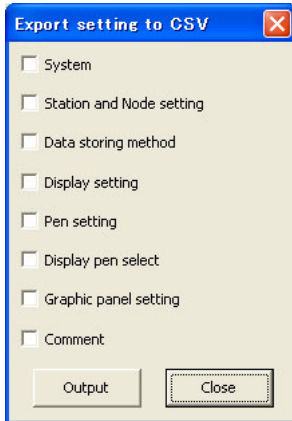 Export setting to CSV
System
Station and Node setting
Data storing method
Display setting
Pen setting
Display pen select
Graphic panel setting
Comment
Output Close